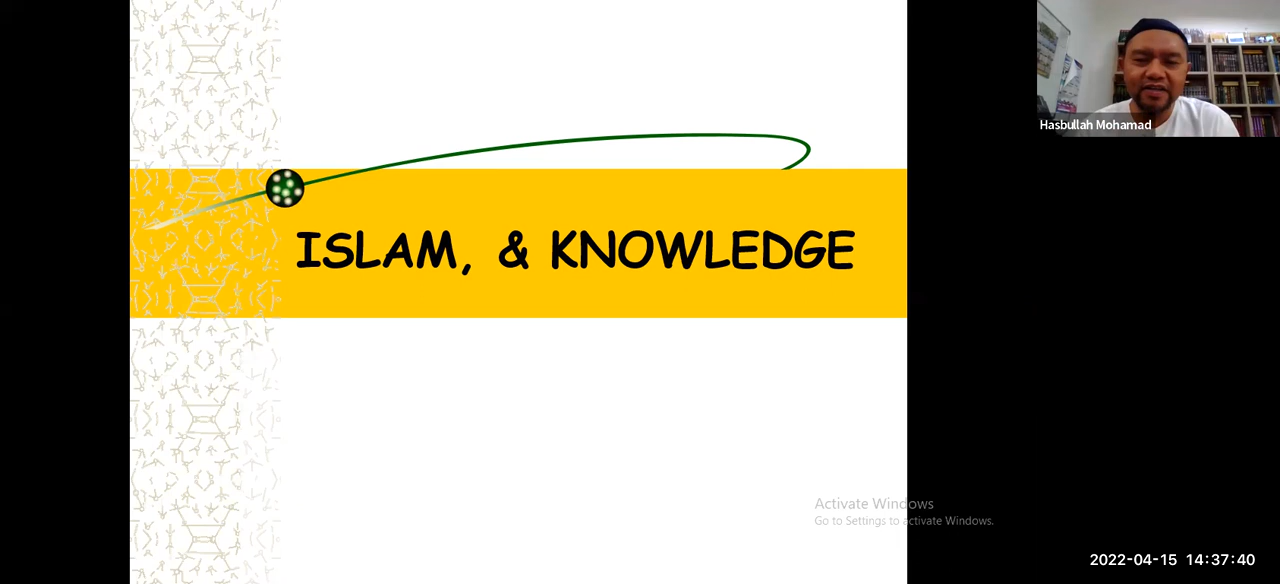 Hasbullah Mohamad
ISLAM, & KNOWLEDGE
Activate Windows
Go to Settings to activate Windows.
2022-04-15 14:37:40